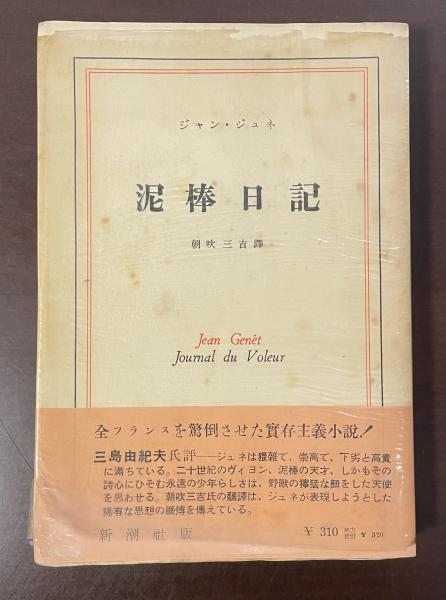 ジャン・ジュネ
泥棒日記
朝吹三吉譯
Jean Genêt
Journal du Voleur
全フランスを驚倒させた實存主義小説!
三島由紀夫氏評――ジュネは猥雑で、崇高で、下劣と高貴
に満ちている。二十世紀のヴィヨン、泥棒の天才、しかもその
詩心にひそむ永遠の少年らしさは、野獣の獰猛な顔をした天使
を思わせる。朝吹三吉氏の飜譯は、ジュネが表現しようとした
稀有な思想の脈搏を傳えている。
新潮社版
¥310 地方賣價 ¥320